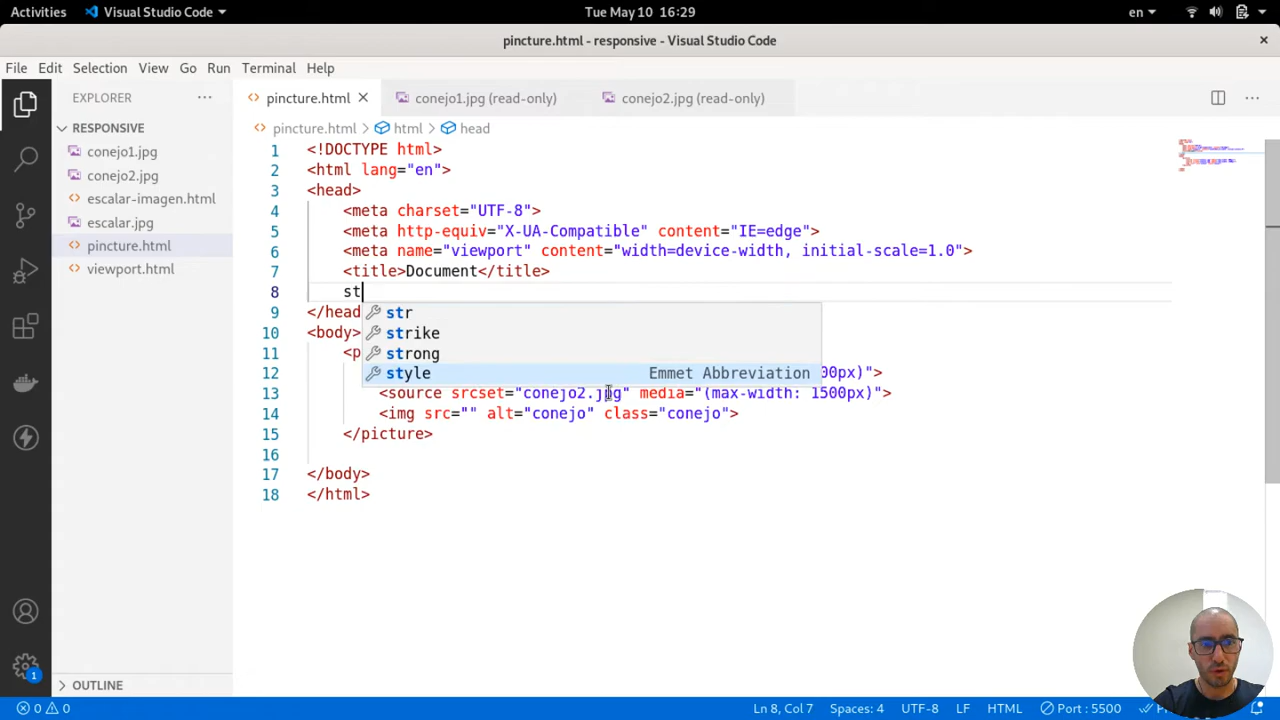 Activities Visual Studio Code Tue May 10 16:29 en
pincture.html - responsive - Visual Studio Code
File Edit Selection View Go Run Terminal Help
EXPLORER
pincture.html conejo1.jpg (read-only) conejo2.jpg (read-only)
RESPONSIVE
conejo1.jpg
conejo2.jpg
escalar-imagen.html
escalar.jpg
pincture.html
viewport.html
OUTLINE
pincture.html > html > head
1 <!DOCTYPE html>
2 <html lang="en">
3 <head>
4 <meta charset="UTF-8">
5 <meta http-equiv="X-UA-Compatible" content="IE=edge">
6 <meta name="viewport" content="width=device-width, initial-scale=1.0">
7 <title>Document</title>
8 st
9 </head
10 <body>
11 <p
12 00px)">
13 <source srcset="conejo2.jpg" media="(max-width: 1500px)">
14 <img src="" alt="conejo" class="conejo">
15 </picture>
16
17 </body>
18 </html>
str
strike
strong
style Emmet Abbreviation
1
0 0 Ln 8, Col 7 Spaces: 4 UTF-8 LF HTML Port : 5500